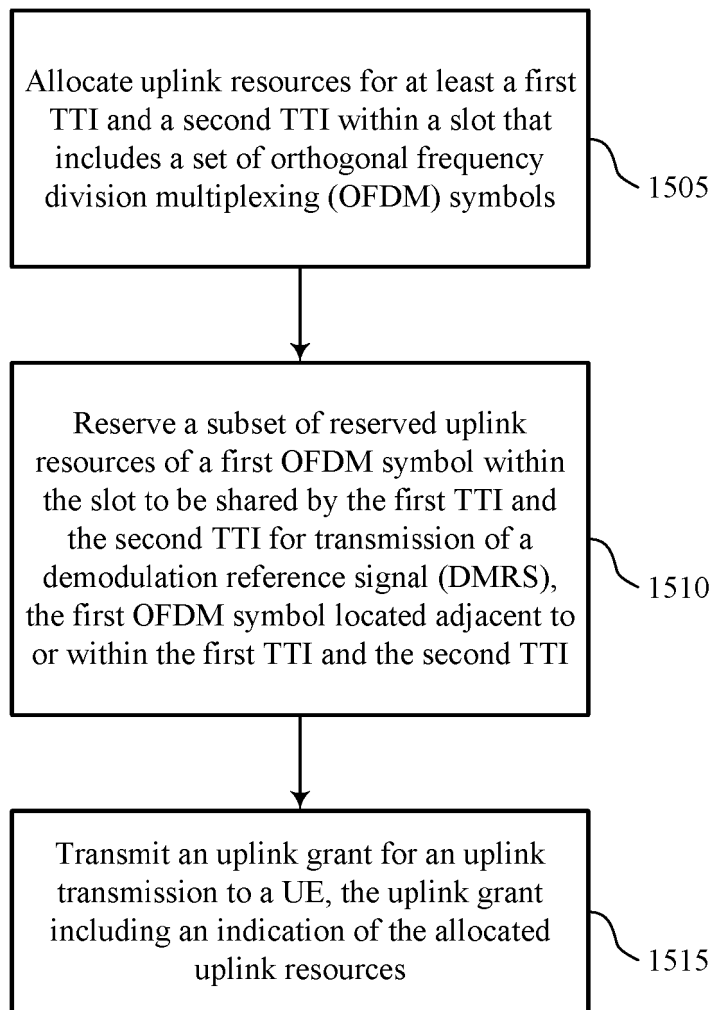 Allocate uplink resources for at least a first
TTI and a second TTI within a slot that
includes a set of orthogonal frequency
division multiplexing (OFDM) symbols
1505
Reserve a subset of reserved uplink
resources of a first OFDM symbol within
the slot to be shared by the first TTI and
the second TTI for transmission of a
demodulation reference signal (DMRS),
the first OFDM symbol located adjacent to
or within the first TTI and the second TTI
1510
Transmit an uplink grant for an uplink
transmission to a UE, the uplink grant
including an indication of the allocated
uplink resources
1515